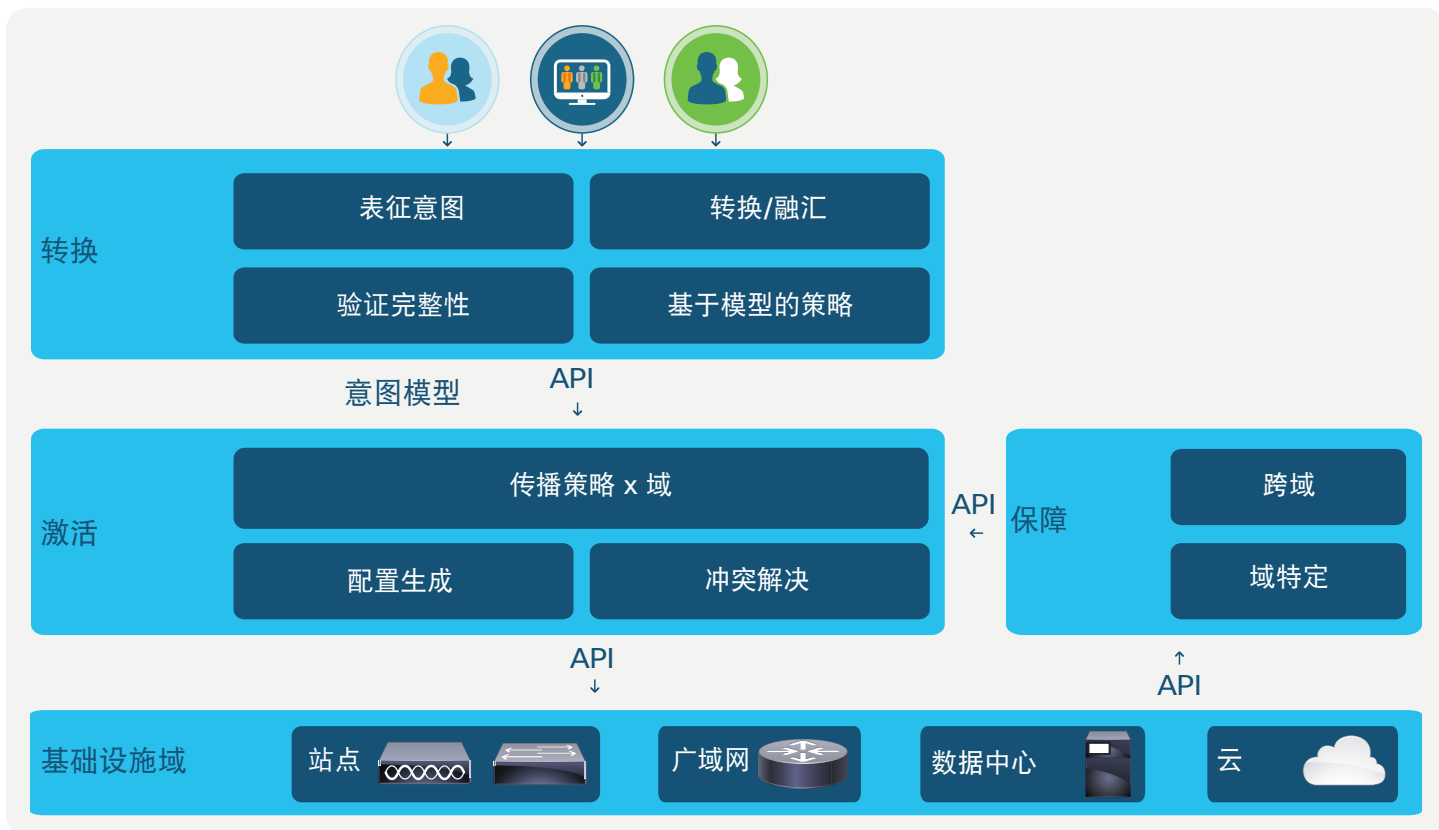 表征意图
转换/融汇
转换
验证完整性
基于模型的策略
意图模型
API
传播策略 x 域
激活
配置生成
冲突解决
API
保障
跨域
域特定
API
API
基础设施域
站点
广域网
数据中心
云